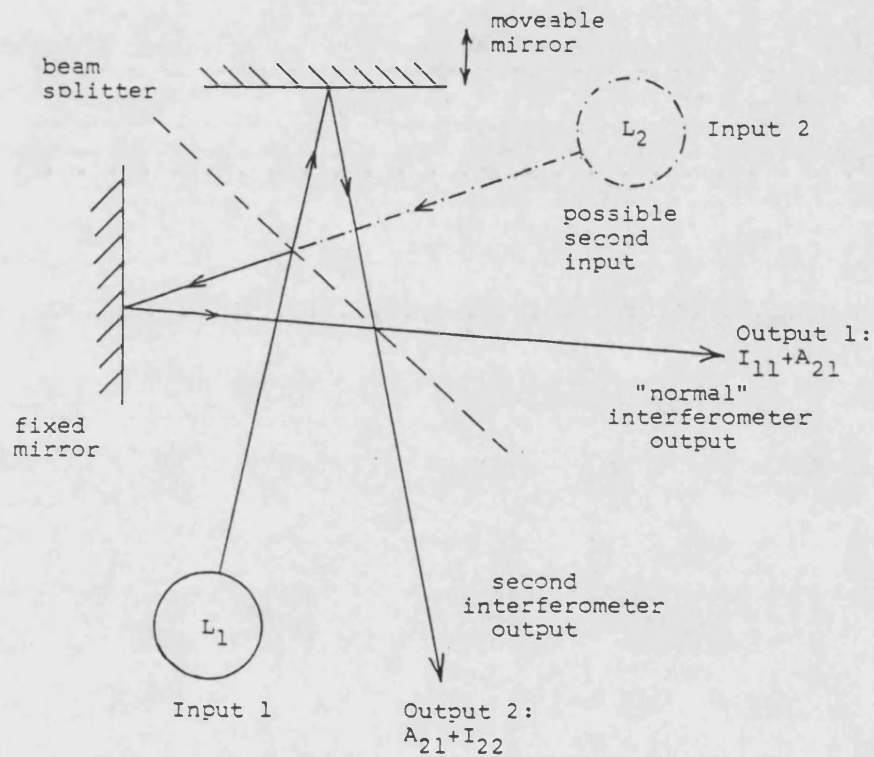 moveable
mirror
beam
splitter
L2
Input 2
possible
second
input
Output 1:
I11+A21
"normal"
interferometer
output
fixed
mirror
second
interferometer
output
L1
Input 1
Output 2:
A21+I22